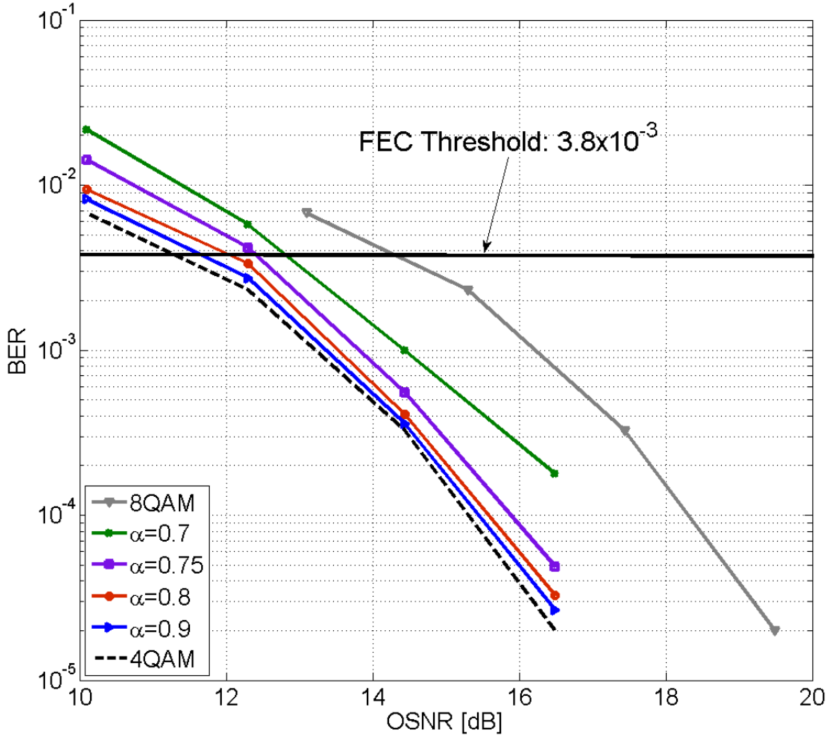 10⁻¹
10⁻²
10⁻³
10⁻⁴
10⁻⁵
BER
FEC Threshold: 3.8x10⁻³
8QAM
α=0.7
α=0.75
α=0.8
α=0.9
4QAM
10 12 14 16 18 20
OSNR [dB]